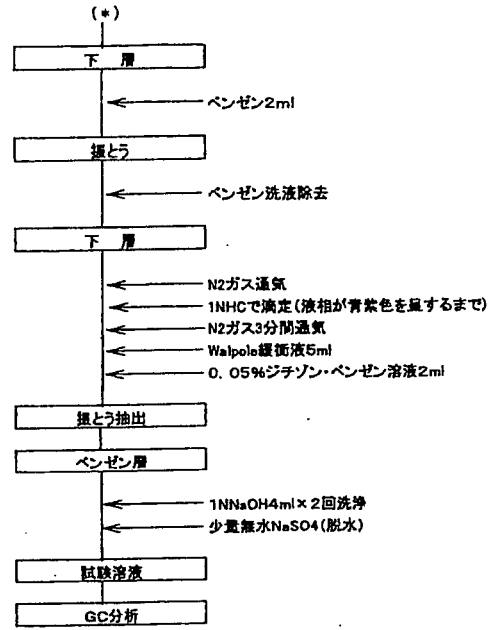 (*)
下 層
ベンゼン2ml
振とう
ベンゼン洗液除去
下 層
N2ガス通気
1NHCで滴定(液相が青紫色を呈するまで)
N2ガス3分間通気
Walpole緩衝液5ml
0.05%ジチゾン・ベンゼン溶液2ml
振とう抽出
ベンゼン層
1NNaOH4ml×2回洗浄
少量無水NaSO4(脱水)
試験溶液
GC分析